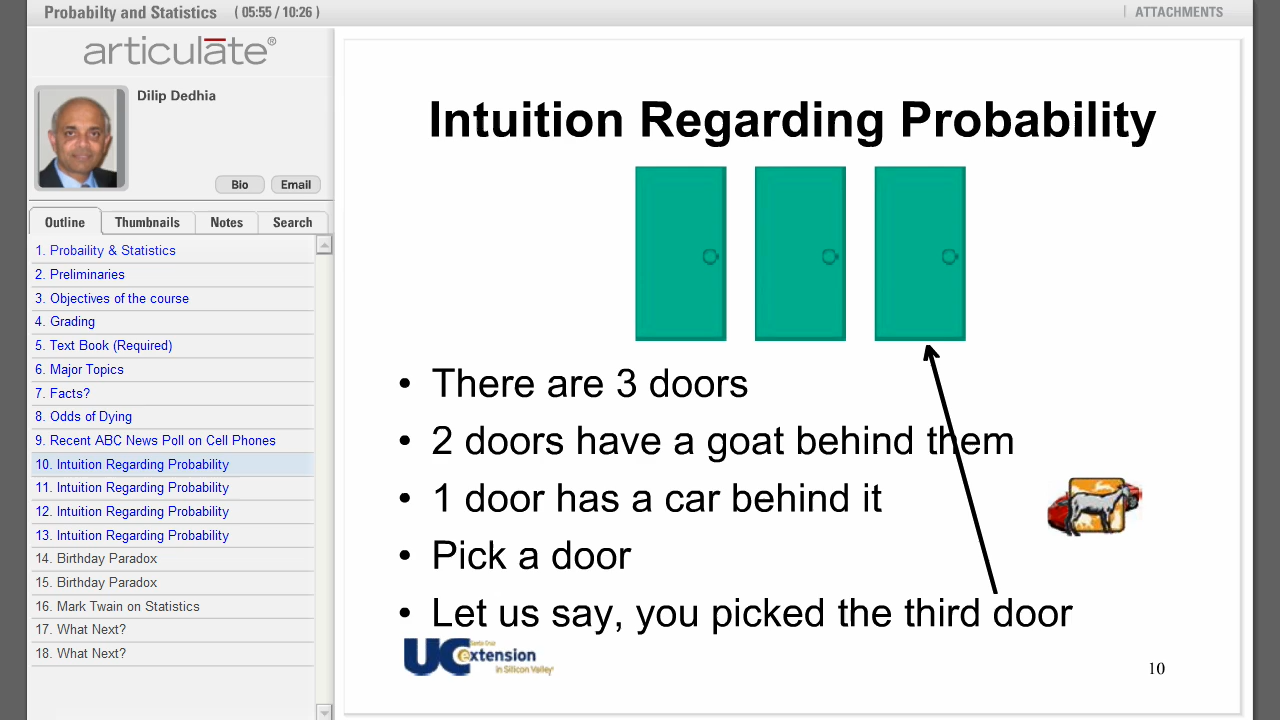 Probabilty and Statistics ( 05:55 / 10:26 )
ATTACHMENTS
articulate®
Dilip Dedhia
Bio Email
Outline Thumbnails Notes Search
1. Probaility & Statistics
2. Preliminaries
3. Objectives of the course
4. Grading
5. Text Book (Required)
6. Major Topics
7. Facts?
8. Odds of Dying
9. Recent ABC News Poll on Cell Phones
10. Intuition Regarding Probability
11. Intuition Regarding Probability
12. Intuition Regarding Probability
13. Intuition Regarding Probability
14. Birthday Paradox
15. Birthday Paradox
16. Mark Twain on Statistics
17. What Next?
18. What Next?
Intuition Regarding Probability
• There are 3 doors
• 2 doors have a goat behind them
• 1 door has a car behind it
• Pick a door
• Let us say, you picked the third door
Santa Cruz
UC extension
in Silicon Valley
10